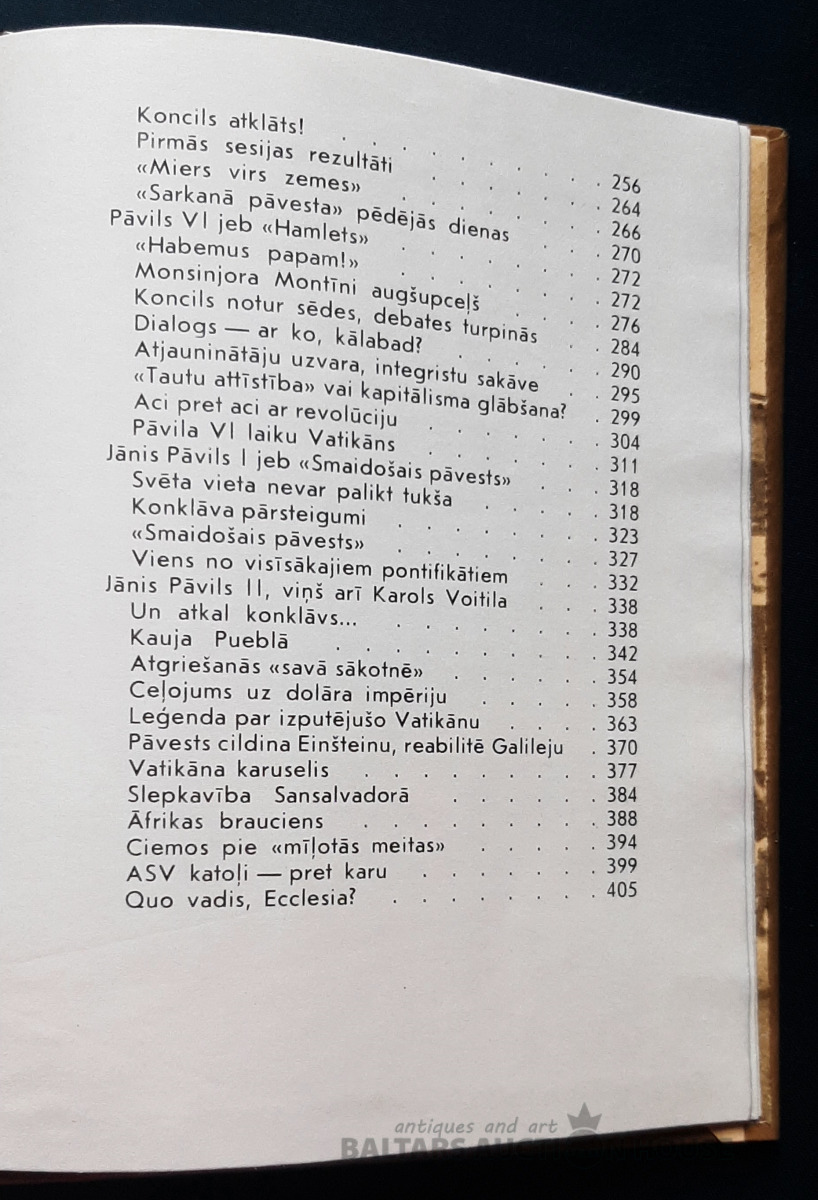 Koncils atklāts! . . . . . . . . . 256
Pirmās sesijas rezultāti . . . . . . 264
«Miers virs zemes» . . . . . . . 266
«Sarkanā pāvesta» pēdējās dienas . . . 270
Pāvils VI jeb «Hamlets» . . . . . . . 272
«Habemus papam!» . . . . . . . 272
Monsinjora Montīni augšupceļš . . . . 276
Koncils notur sēdes, debates turpinās . . 284
Dialogs — ar ko, kālabad? . . . . . 290
Atjauninātāju uzvara, integristu sakāve . . 295
«Tautu attīstība» vai kapitālisma glābšana? . 299
Aci pret aci ar revolūciju . . . . . . 304
Pāvila VI laiku Vatikāns . . . . . . 311
Jānis Pāvils I jeb «Smaidošais pāvests» . . . 318
Svēta vieta nevar palikt tukša . . . . . 318
Konklāva pārsteigumi . . . . . . . 323
«Smaidošais pāvests» . . . . . . . 327
Viens no visīsākajiem pontifikātiem . . . 332
Jānis Pāvils II, viņš arī Karols Voitila . . . 338
Un atkal konklāvs... . . . . . . . 338
Kauja Pueblā . . . . . . . . . 342
Atgriešanās «savā sākotnē» . . . . . . 354
Ceļojums uz dolāra impēriju . . . . . 358
Leģenda par izputējušo Vatikānu . . . . 363
Pāvests cildina Einšteinu, reabilitē Galileju . 370
Vatikāna karuselis . . . . . . . . 377
Slepkavība Sansalvadorā . . . . . . 384
Āfrikas brauciens . . . . . . . . 388
Ciemos pie «mīļotās meitas» . . . . . 394
ASV katoļi — pret karu . . . . . . . 399
Quo vadis, Ecclesia? . . . . . . . . 405
antiques and art